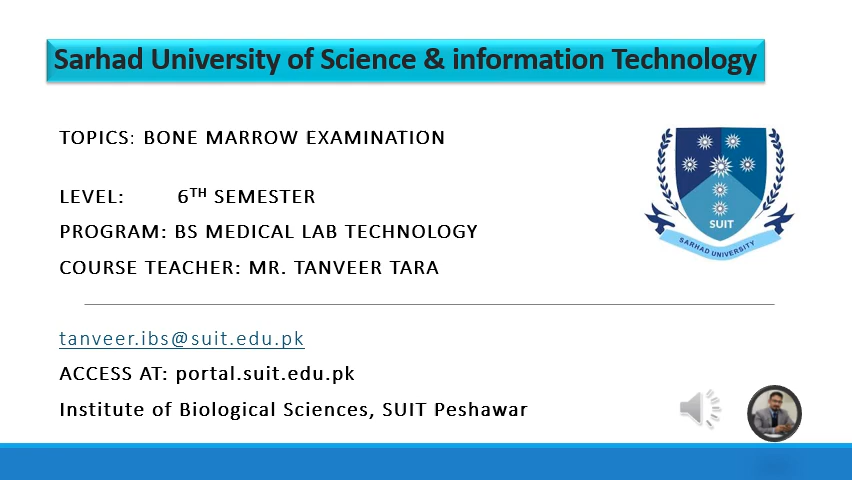 Sarhad University of Science & information Technology
TOPICS: BONE MARROW EXAMINATION
LEVEL: 6TH SEMESTER
PROGRAM: BS MEDICAL LAB TECHNOLOGY
COURSE TEACHER: MR. TANVEER TARA
SUIT
SARHAD UNIVERSITY
tanveer.ibs@suit.edu.pk
ACCESS AT: portal.suit.edu.pk
Institute of Biological Sciences, SUIT Peshawar